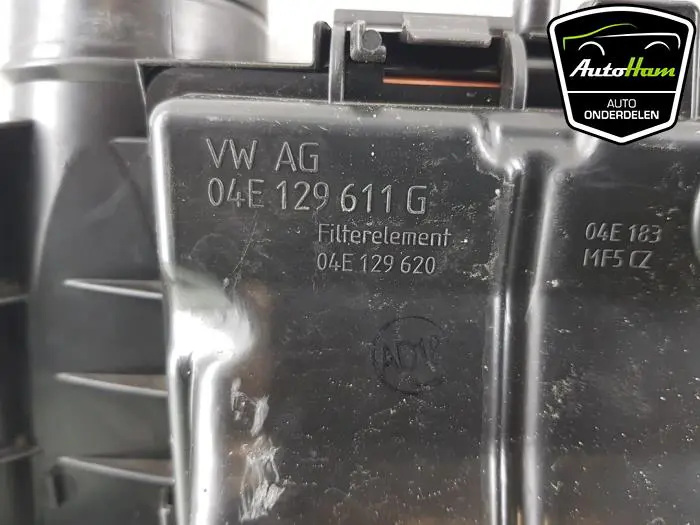 AutoHam
AUTO
ONDERDELEN
VW AG
04E 129 611 G
Filterelement
04E 129 620
04E 183
MF5 CZ